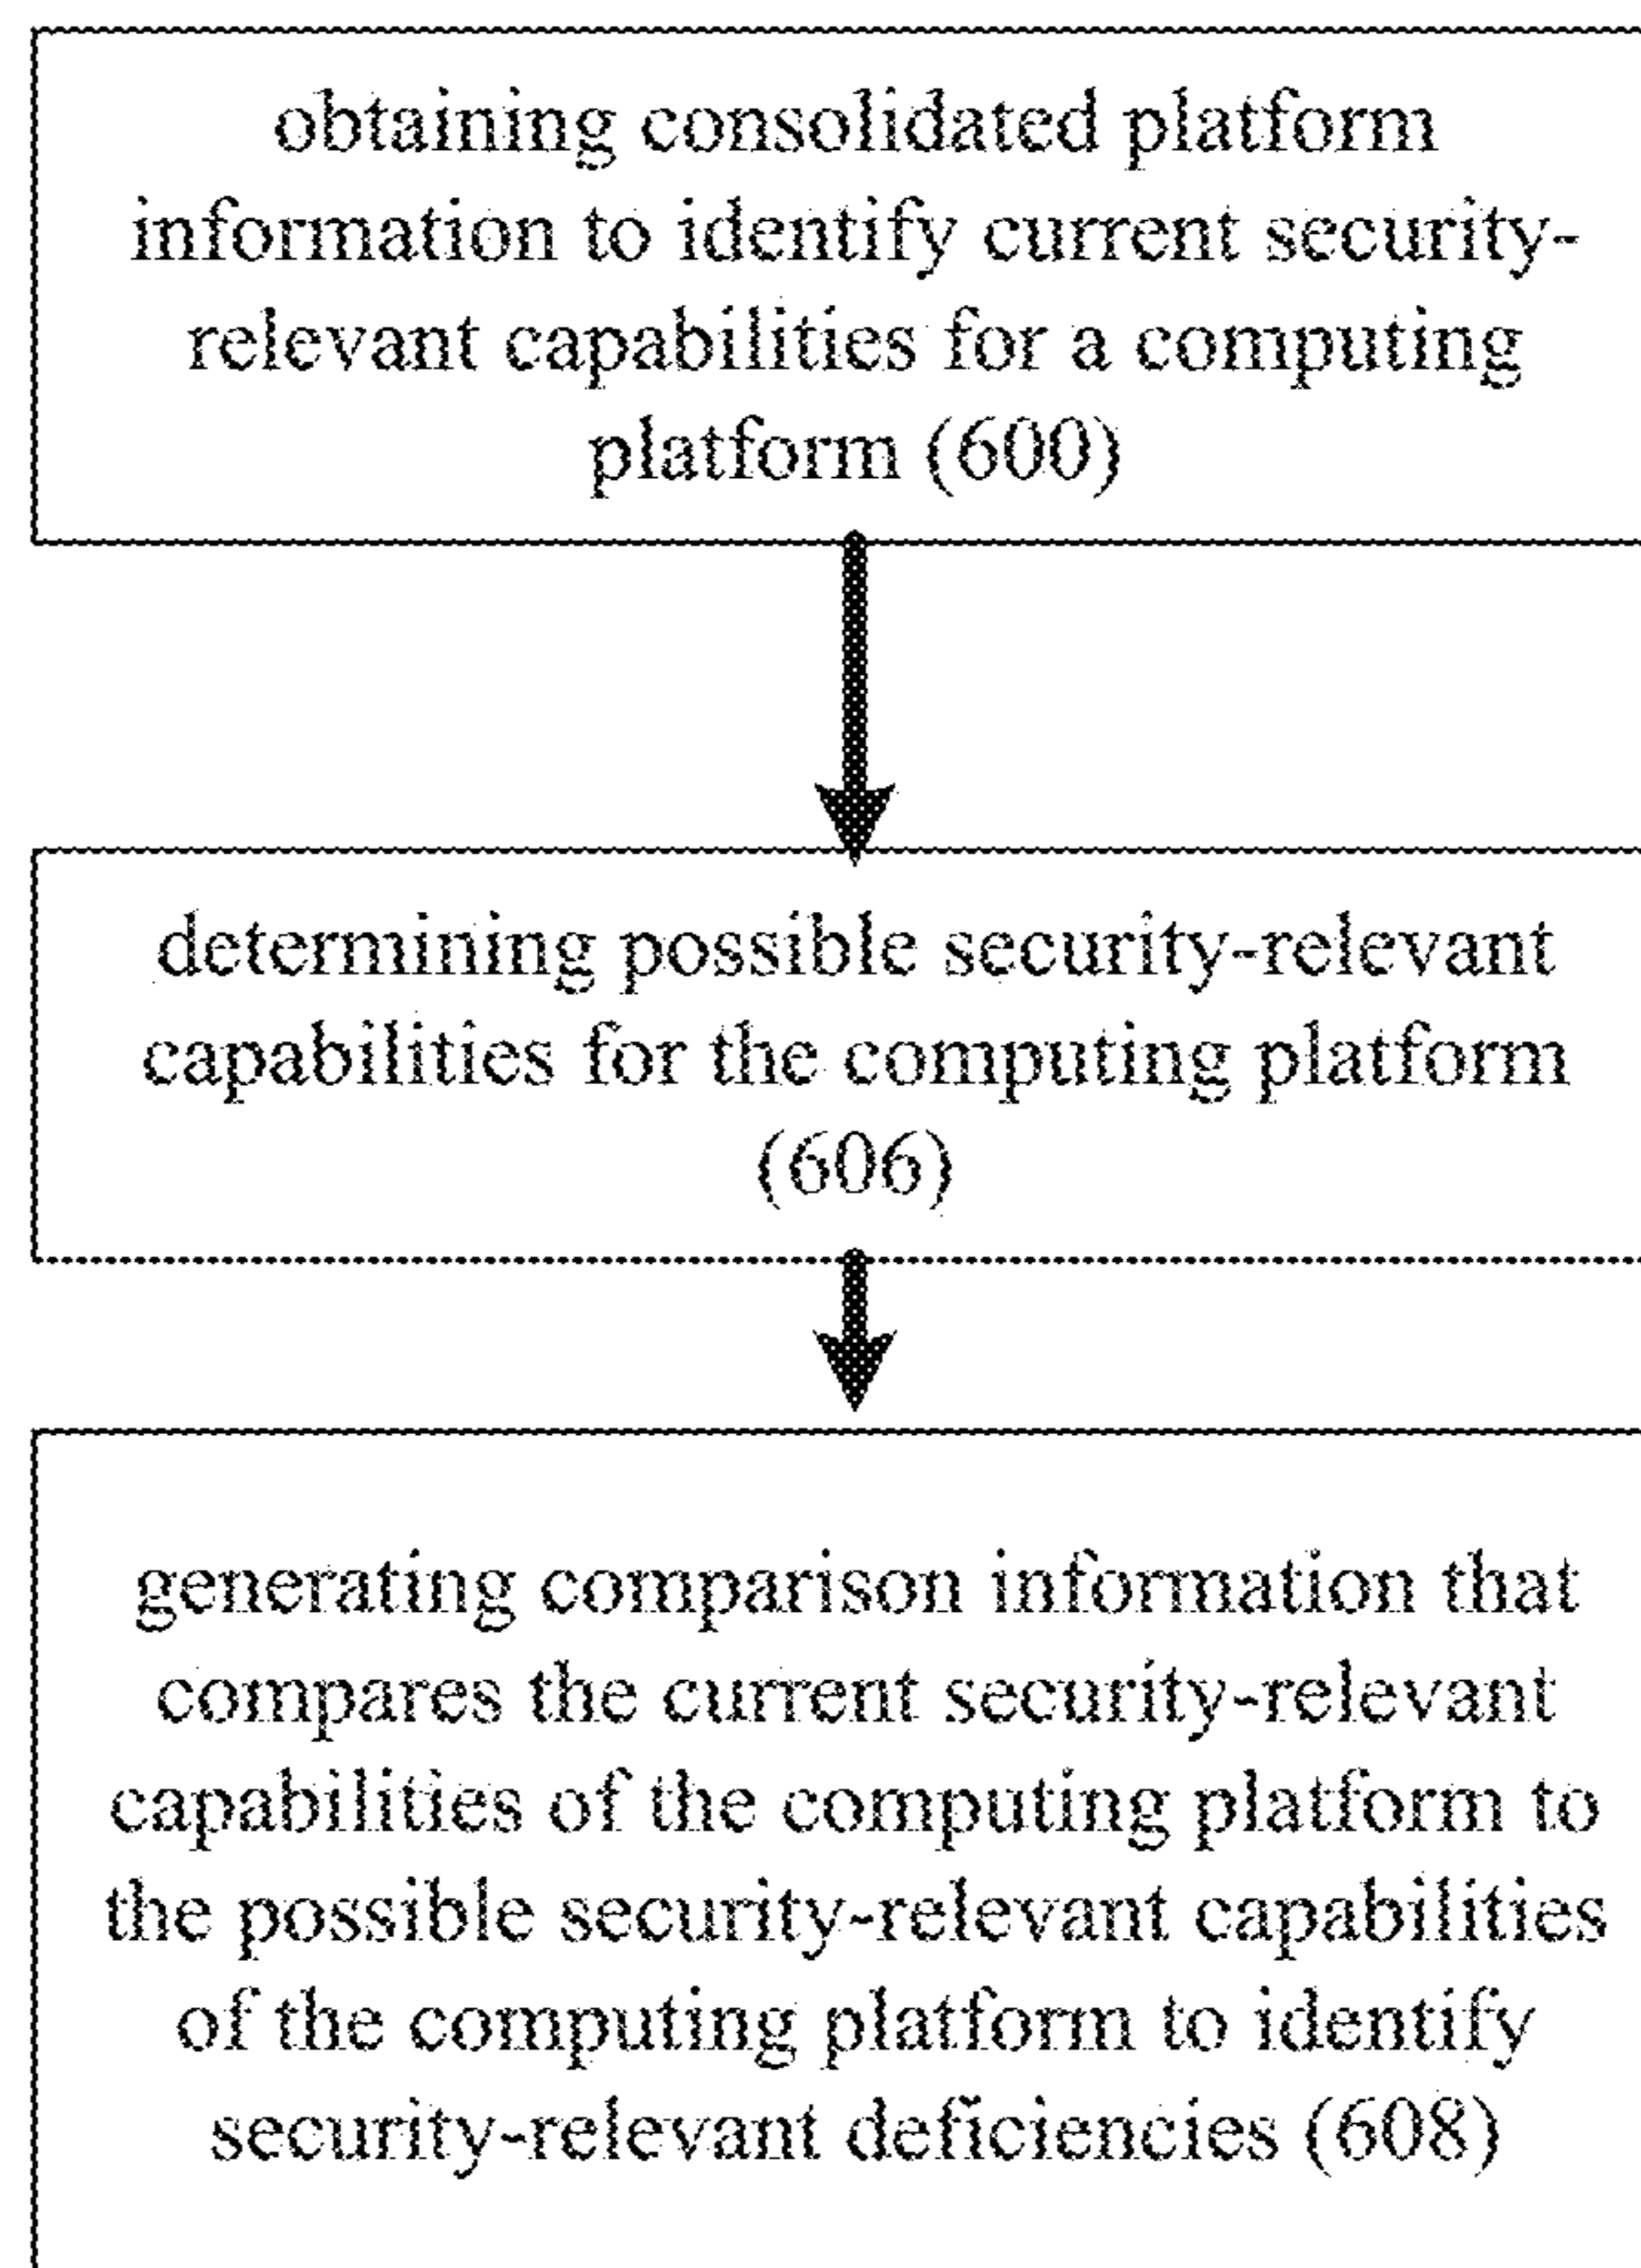 obtaining consolidated platform
information to identify current security-
relevant capabilities for a computing
platform (600)
determining possible security-relevant
capabilities for the computing platform
(606)
generating comparison information that
compares the current security-relevant
capabilities of the computing platform to
the possible security-relevant capabilities
of the computing platform to identify
security-relevant deficiencies (608)